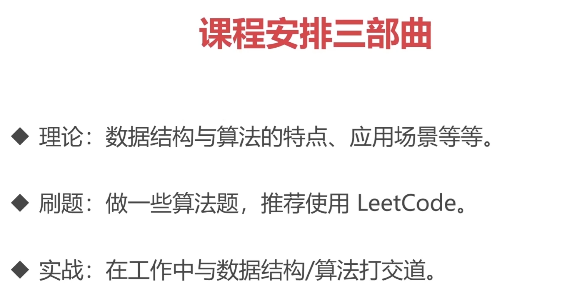 课程安排三部曲
◆ 理论：数据结构与算法的特点、应用场景等等。
◆ 刷题：做一些算法题，推荐使用 LeetCode。
◆ 实战：在工作中与数据结构/算法打交道。